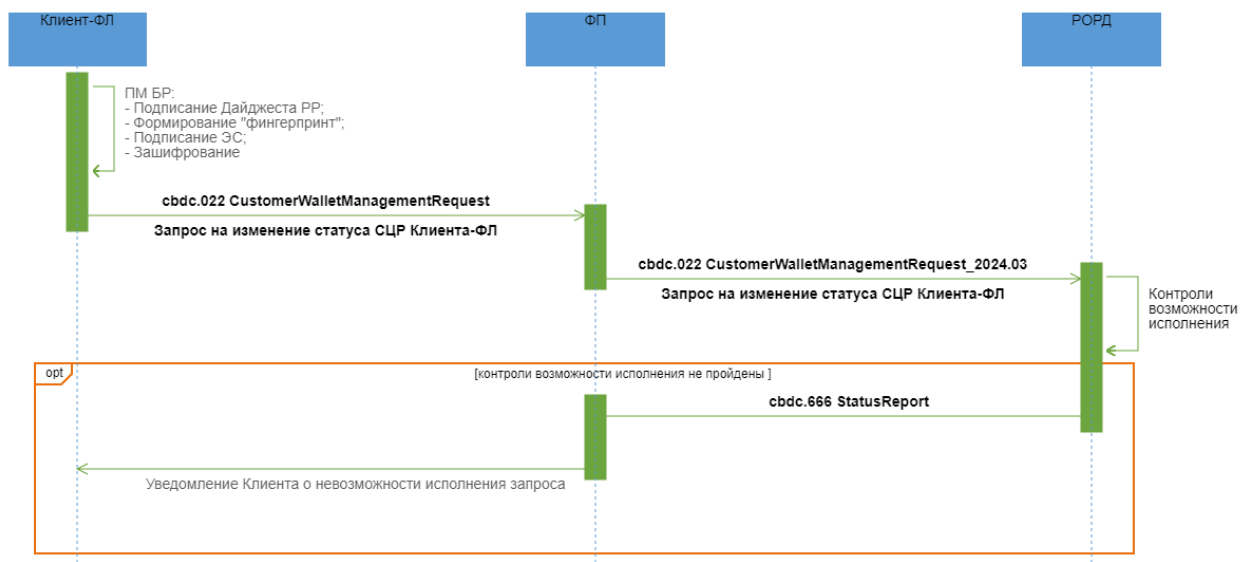 Клиент-ФЛ
ФП
РОРД
ПМ БР:
- Подписание Дайджеста РР;
- Формирование "фингерпринт";
- Подписание ЭС;
- Зашифрование
cbdc.022 CustomerWalletManagementRequest
Запрос на изменение статуса СЦР Клиента-ФЛ
cbdc.022 CustomerWalletManagementRequest_2024.03
Запрос на изменение статуса СЦР Клиента-ФЛ
Контроли
возможности
исполнения
opt
[контроли возможности исполнения не пройдены ]
cbdc.666 StatusReport
Уведомление Клиента о невозможности исполнения запроса